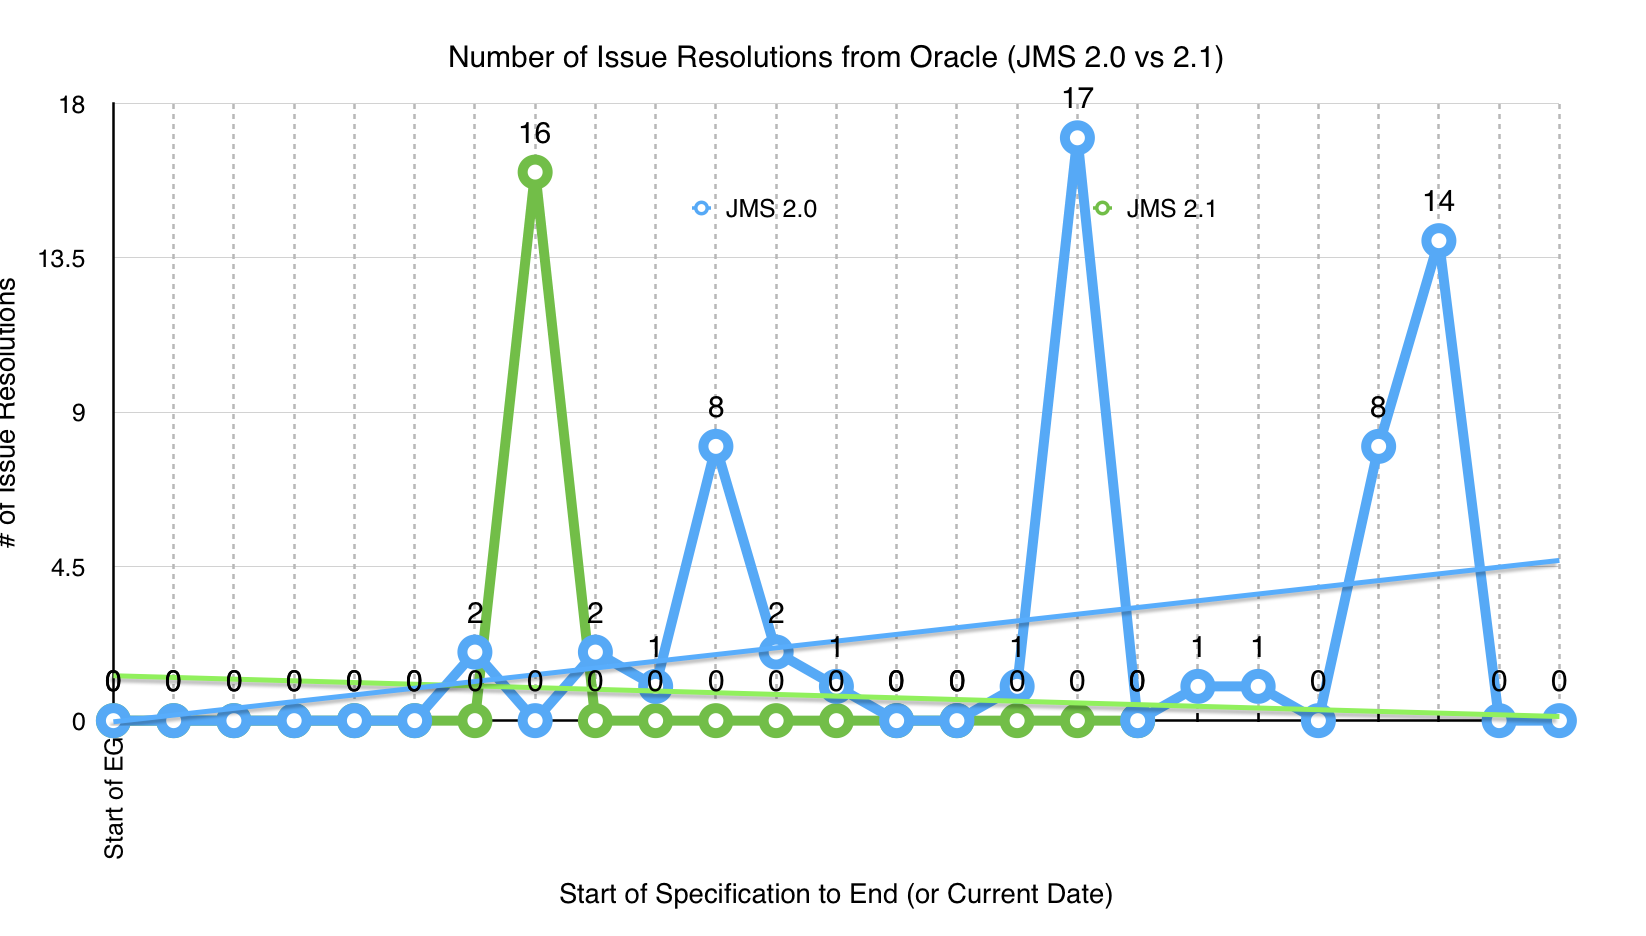 Number of Issue Resolutions from Oracle (JMS 2.0 vs 2.1)
18
13.5
9
4.5
0
# of Issue Resolutions
JMS 2.0
JMS 2.1
17
16
14
8
8
2
2
2
1
1
1
1
1
0 0 0 0 0 0 0 0 0 0 0 0 0 0 0 0 0 0 0 0 0
Start of EG
Start of Specification to End (or Current Date)